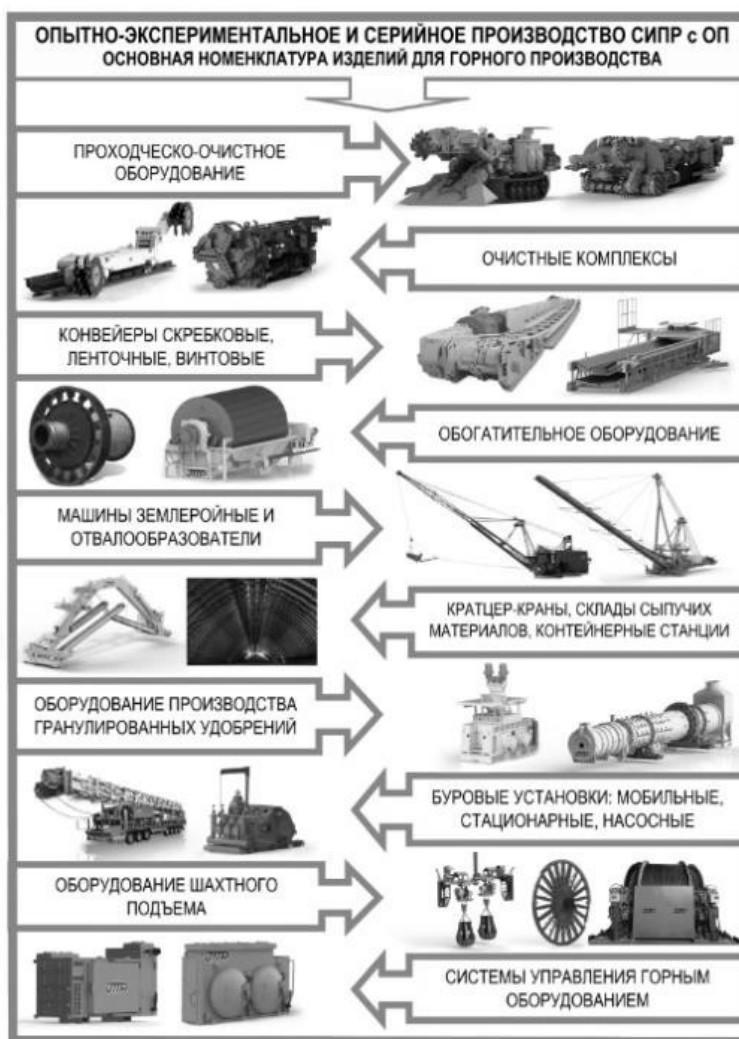 ОПЫТНО-ЭКСПЕРИМЕНТАЛЬНОЕ И СЕРИЙНОЕ ПРОИЗВОДСТВО СИПР с ОП
ОСНОВНАЯ НОМЕНКЛАТУРА ИЗДЕЛИЙ ДЛЯ ГОРНОГО ПРОИЗВОДСТВА
ПРОХОДЧЕСКО-ОЧИСТНОЕ
ОБОРУДОВАНИЕ
ОЧИСТНЫЕ КОМПЛЕКСЫ
КОНВЕЙЕРЫ СКРЕБКОВЫЕ,
ЛЕНТОЧНЫЕ, ВИНТОВЫЕ
ОБОГАТИТЕЛЬНОЕ ОБОРУДОВАНИЕ
МАШИНЫ ЗЕМЛЕРОЙНЫЕ И
ОТВАЛООБРАЗОВАТЕЛИ
КРАТЦЕР-КРАНЫ, СКЛАДЫ СЫПУЧИХ
МАТЕРИАЛОВ, КОНТЕЙНЕРНЫЕ СТАНЦИИ
ОБОРУДОВАНИЕ ПРОИЗВОДСТВА
ГРАНУЛИРОВАННЫХ УДОБРЕНИЙ
БУРОВЫЕ УСТАНОВКИ: МОБИЛЬНЫЕ,
СТАЦИОНАРНЫЕ, НАСОСНЫЕ
ОБОРУДОВАНИЕ ШАХТНОГО
ПОДЪЕМА
СИСТЕМЫ УПРАВЛЕНИЯ ГОРНЫМ
ОБОРУДОВАНИЕМ